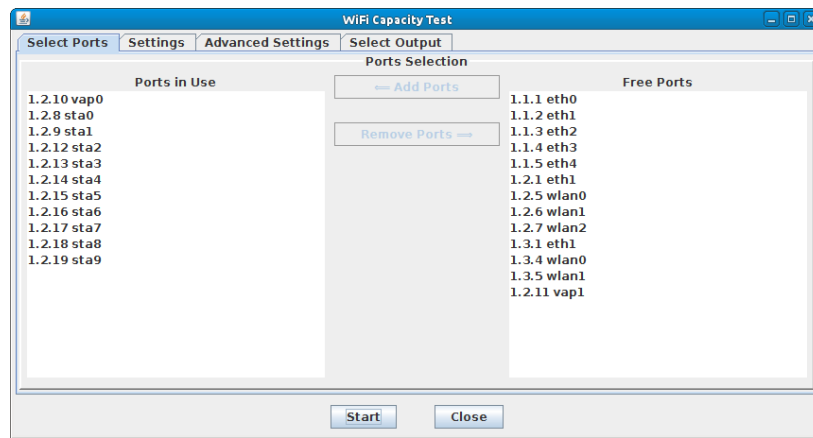 WiFi Capacity Test
Select Ports Settings Advanced Settings Select Output
Ports Selection
Ports in Use
1.2.10 vap0
1.2.8 sta0
1.2.9 sta1
1.2.12 sta2
1.2.13 sta3
1.2.14 sta4
1.2.15 sta5
1.2.16 sta6
1.2.17 sta7
1.2.18 sta8
1.2.19 sta9
⇐ Add Ports
Remove Ports ⇒
Free Ports
1.1.1 eth0
1.1.2 eth1
1.1.3 eth2
1.1.4 eth3
1.1.5 eth4
1.2.1 eth1
1.2.5 wlan0
1.2.6 wlan1
1.2.7 wlan2
1.3.1 eth1
1.3.4 wlan0
1.3.5 wlan1
1.2.11 vap1
Start Close